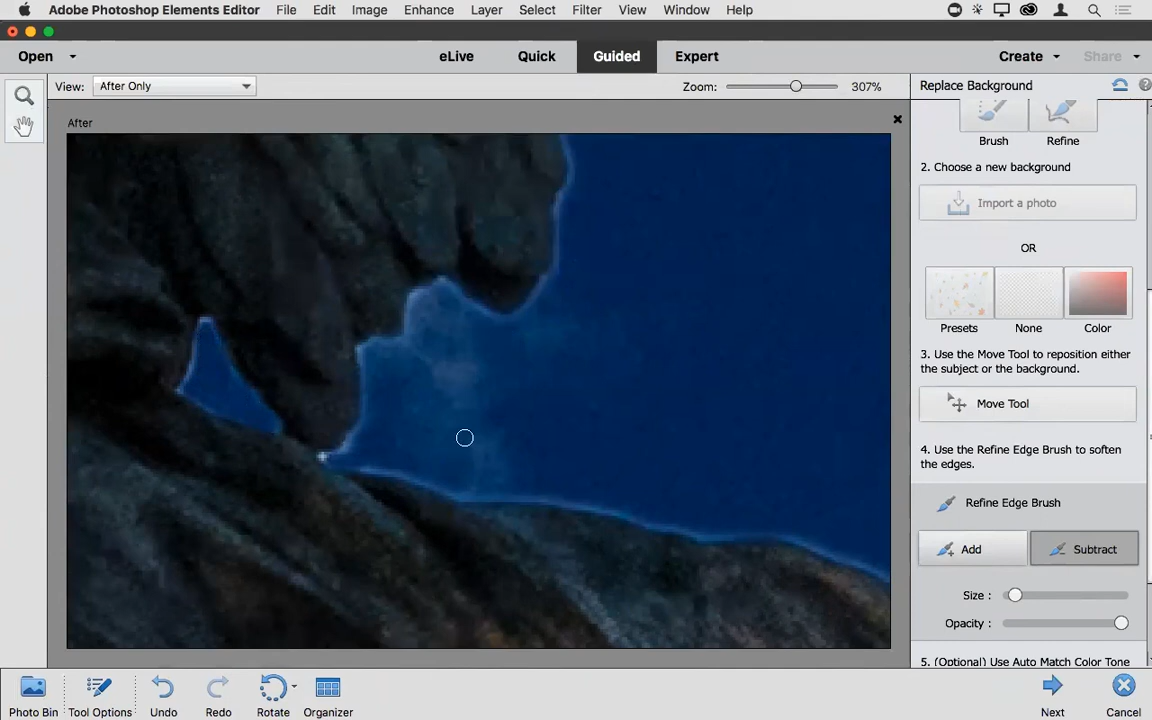 Adobe Photoshop Elements Editor File Edit Image Enhance Layer Select Filter View Window Help
Open eLive Quick Guided Expert Create Share
View: After Only Zoom: 307% Replace Background
After
Brush Refine
2. Choose a new background
Import a photo
OR
Presets None Color
3. Use the Move Tool to reposition either
the subject or the background.
Move Tool
4. Use the Refine Edge Brush to soften
the edges.
Refine Edge Brush
Add Subtract
Size :
Opacity :
5. (Optional) Use Auto Match Color Tone
Photo Bin Tool Options Undo Redo Rotate Organizer Next Cancel